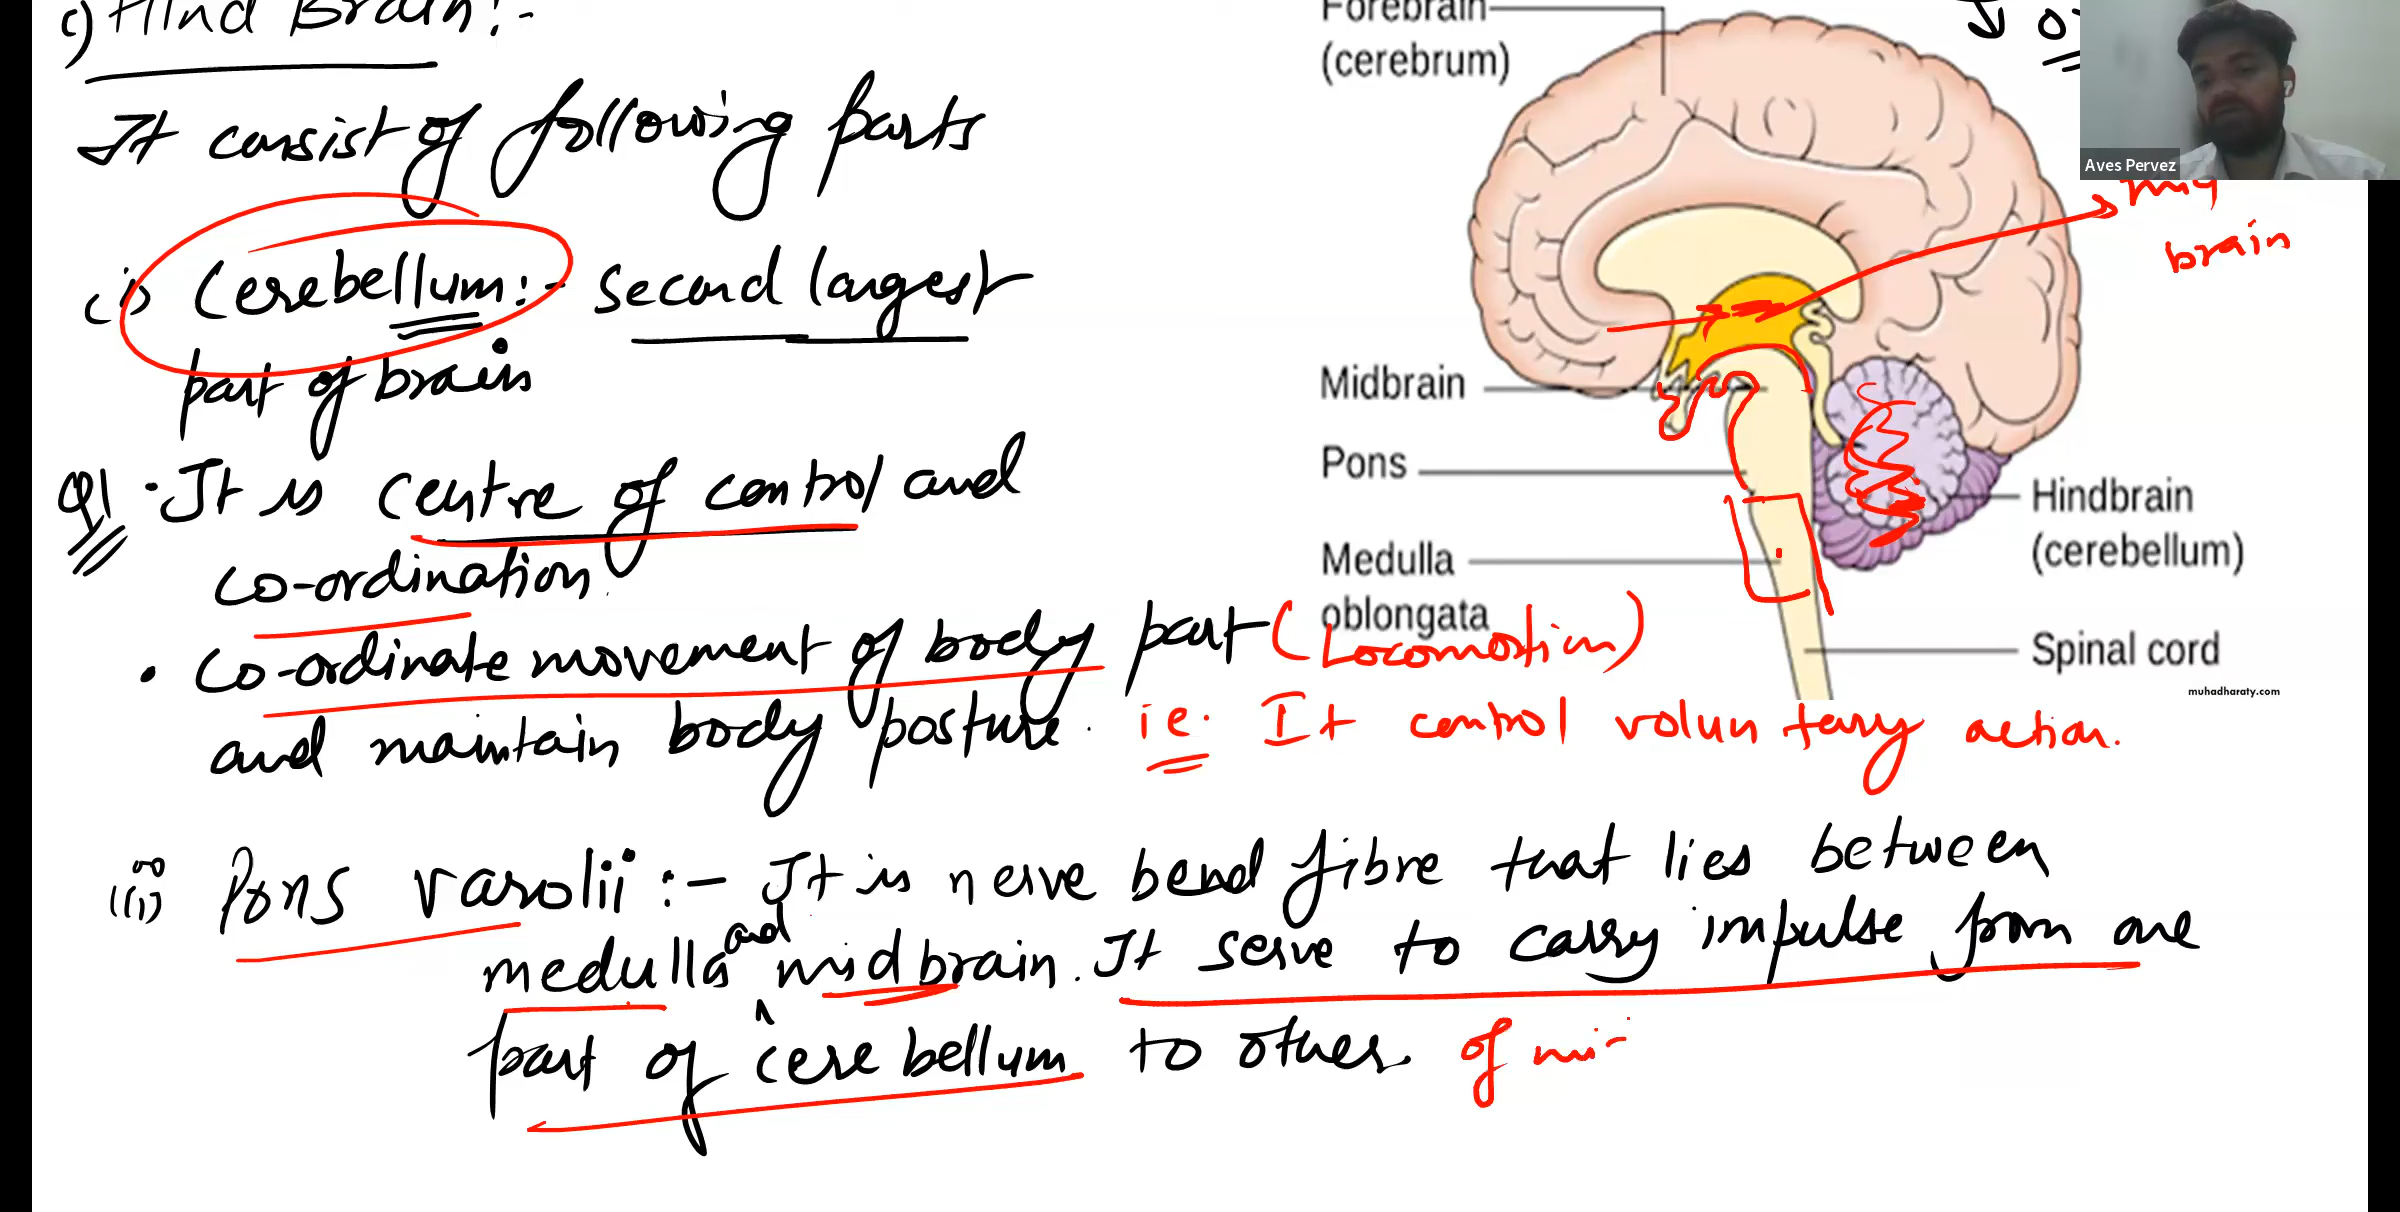 c) Hind Brain:-
It consist of following parts
(i) Cerebellum:- second largest
part of brain
Q1 • It is centre of control and
co-ordination.
• co-ordinate movement of body part (Locomotion)
and maintain body posture. ie. It control voluntary action.
(ii) Pons varolii:- It is nerve bend fibre that lies between
medulla and midbrain. It serve to carry impulse from one
part of cerebellum to other. of mi
Forebrain
(cerebrum)
Midbrain
Pons
Medulla
oblongata
Hindbrain
(cerebellum)
Spinal cord
muhadharaty.com
Aves Pervez
brain